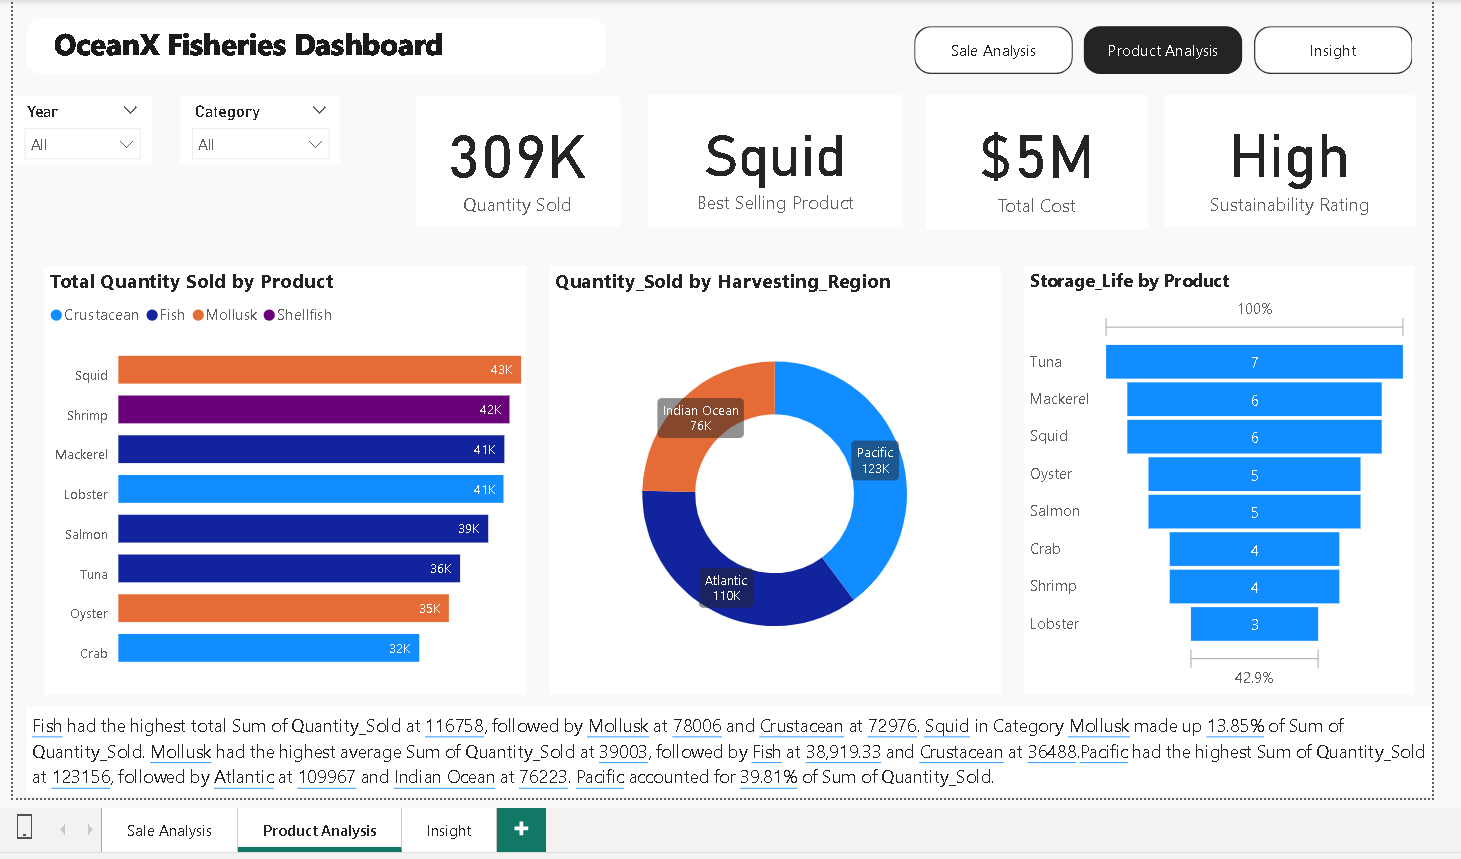 OceanX Fisheries Dashboard
Sale Analysis
Product Analysis
Insight
Year
All
Category
All
309K
Quantity Sold
Squid
Best Selling Product
$5M
Total Cost
High
Sustainability Rating
Total Quantity Sold by Product
Crustacean Fish Mollusk Shellfish
Squid 43K
Shrimp 42K
Mackerel 41K
Lobster 41K
Salmon 39K
Tuna 36K
Oyster 35K
Crab 32K
Quantity_Sold by Harvesting_Region
Indian Ocean
76K
Pacific
123K
Atlantic
110K
Storage_Life by Product
100%
Tuna 7
Mackerel 6
Squid 6
Oyster 5
Salmon 5
Crab 4
Shrimp 4
Lobster 3
42.9%
Fish had the highest total Sum of Quantity_Sold at 116758, followed by Mollusk at 78006 and Crustacean at 72976. Squid in Category Mollusk made up 13.85% of Sum of
Quantity_Sold. Mollusk had the highest average Sum of Quantity_Sold at 39003, followed by Fish at 38,919.33 and Crustacean at 36488.Pacific had the highest Sum of Quantity_Sold
at 123156, followed by Atlantic at 109967 and Indian Ocean at 76223. Pacific accounted for 39.81% of Sum of Quantity_Sold.
Sale Analysis
Product Analysis
Insight